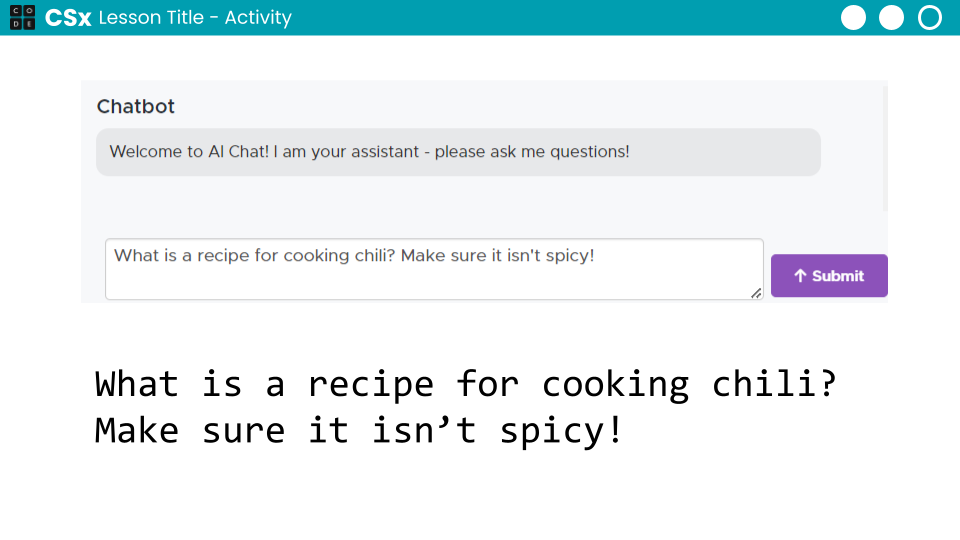 C O D E
CSx Lesson Title - Activity
Chatbot
Welcome to AI Chat! I am your assistant - please ask me questions!
What is a recipe for cooking chili? Make sure it isn't spicy!
Submit
What is a recipe for cooking chili?
Make sure it isn’t spicy!